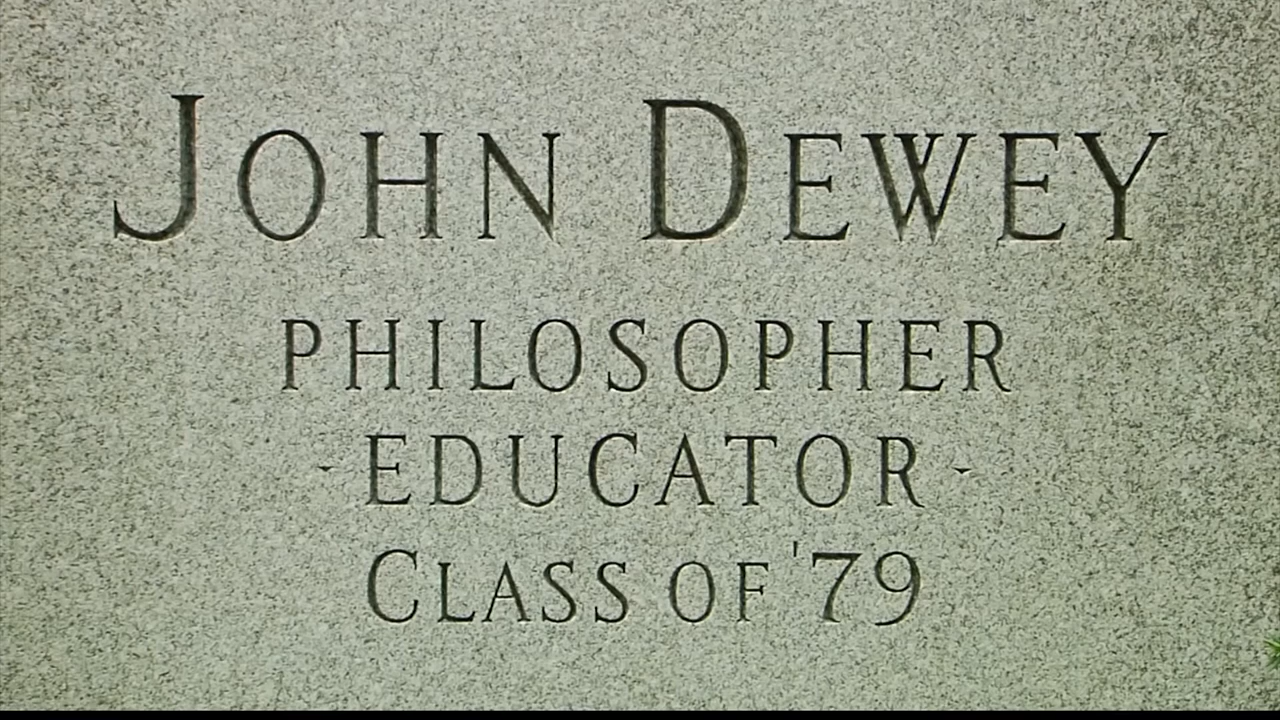 JOHN DEWEY
PHILOSOPHER
- EDUCATOR -
CLASS OF '79